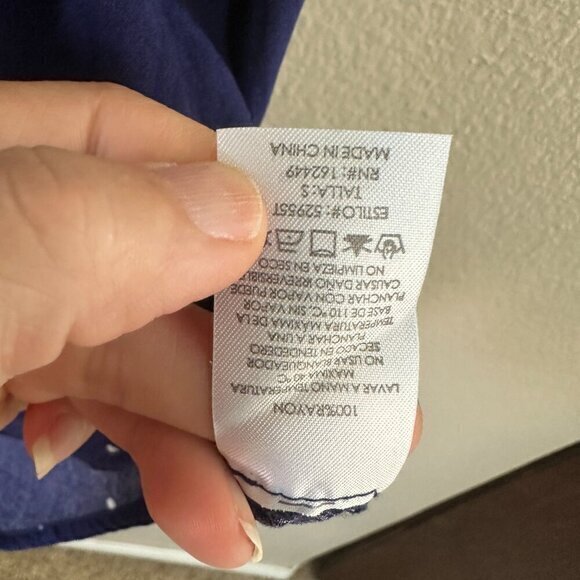 100%RAYON
LAVAR A MANO TEMPERATURA
MAXIMA 40 °C
NO USAR BLANQUEADOR
SECADO EN TENDEDERO
PLANCHAR A UNA
TEMPERATURA MÁXIMA DE LA
BASE DE 110 °C, SIN VAPOR
PLANCHAR CON VAPOR PUEDE
CAUSAR DAÑO IRREVERSIBLE
NO LIMPIEZA EN SECO
ESTILO#: 52955T
TALLA: S
RN#: 162449
MADE IN CHINA